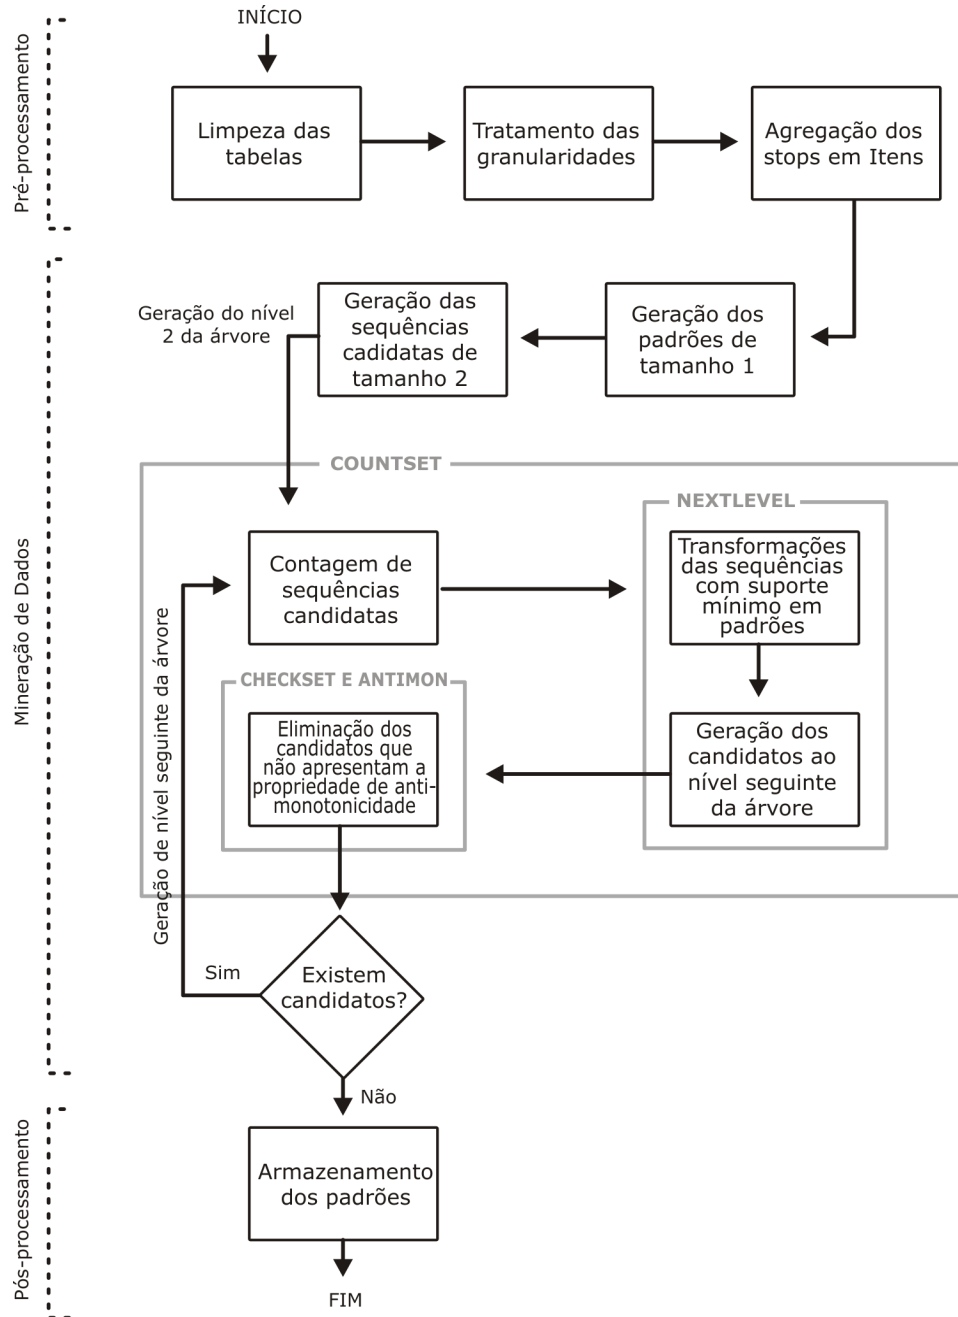 INÍCIO
Pré-processamento
Limpeza das
tabelas
Tratamento das
granularidades
Agregação dos
stops em Itens
Mineração de Dados
Geração do nível
2 da árvore
Geração das
sequências
cadidatas de
tamanho 2
Geração dos
padrões de
tamanho 1
COUNTSET
NEXTLEVEL
Contagem de
sequências
candidatas
Transformações
das sequências
com suporte
mínimo em
padrões
Geração de nível seguinte da árvore
CHECKSET E ANTIMON
Eliminação dos
candidatos que
não apresentam a
propriedade de anti-
monotonicidade
Geração dos
candidatos ao
nível seguinte
da árvore
Sim
Existem
candidatos?
Não
Pós-processamento
Armazenamento
dos padrões
FIM